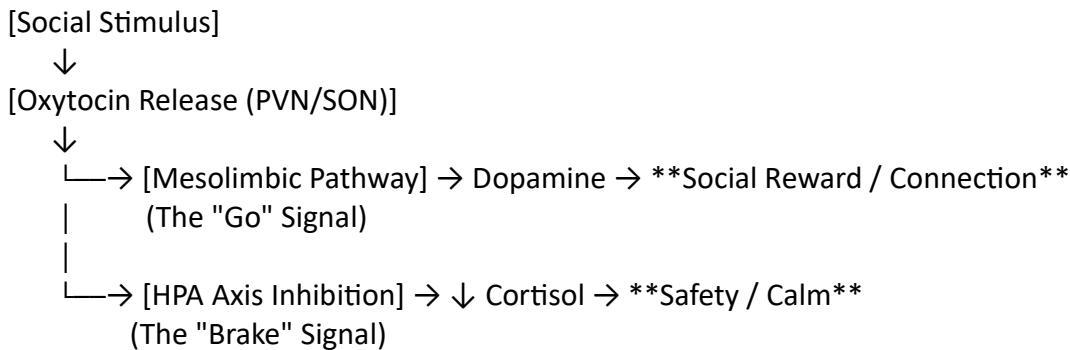 [Social Stimulus]
↓
[Oxytocin Release (PVN/SON)]
↓
└─→ [Mesolimbic Pathway] → Dopamine → **Social Reward / Connection**
│ (The "Go" Signal)
│
└─→ [HPA Axis Inhibition] → ↓ Cortisol → **Safety / Calm**
(The "Brake" Signal)